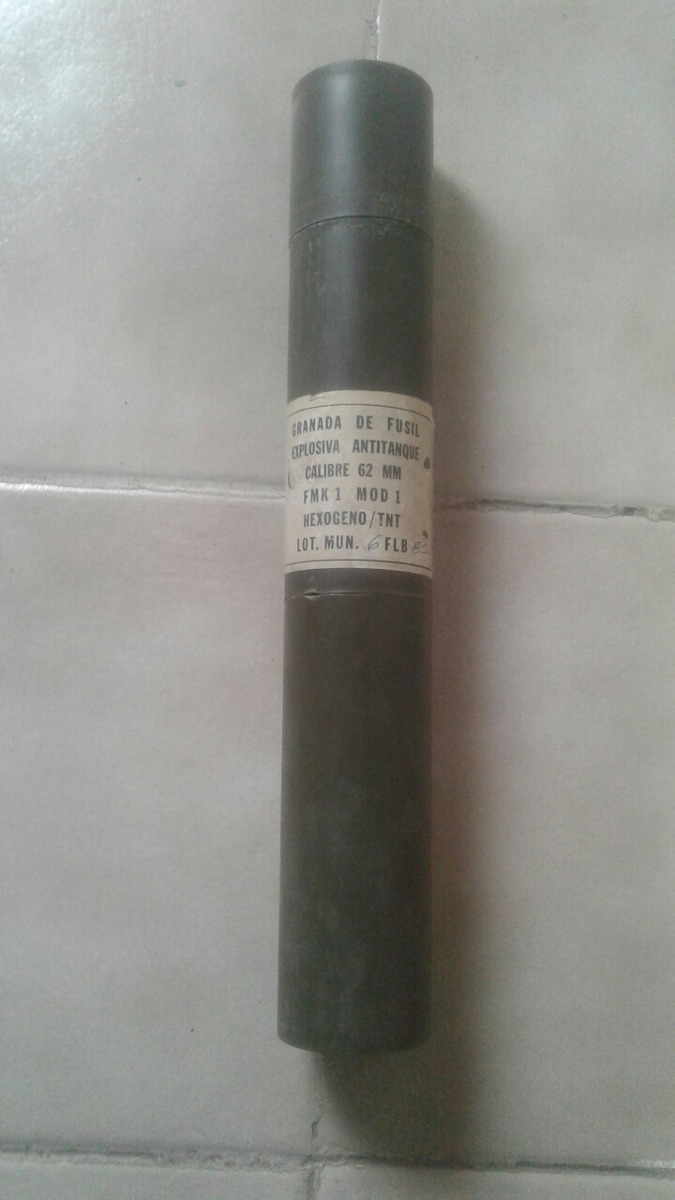 GRANADA DE FUSIL
EXPLOSIVA ANTITANQUE
CALIBRE 62 MM
FMK 1 MOD 1
HEXOGENO/TNT
LOT. MUN. 6 FLB